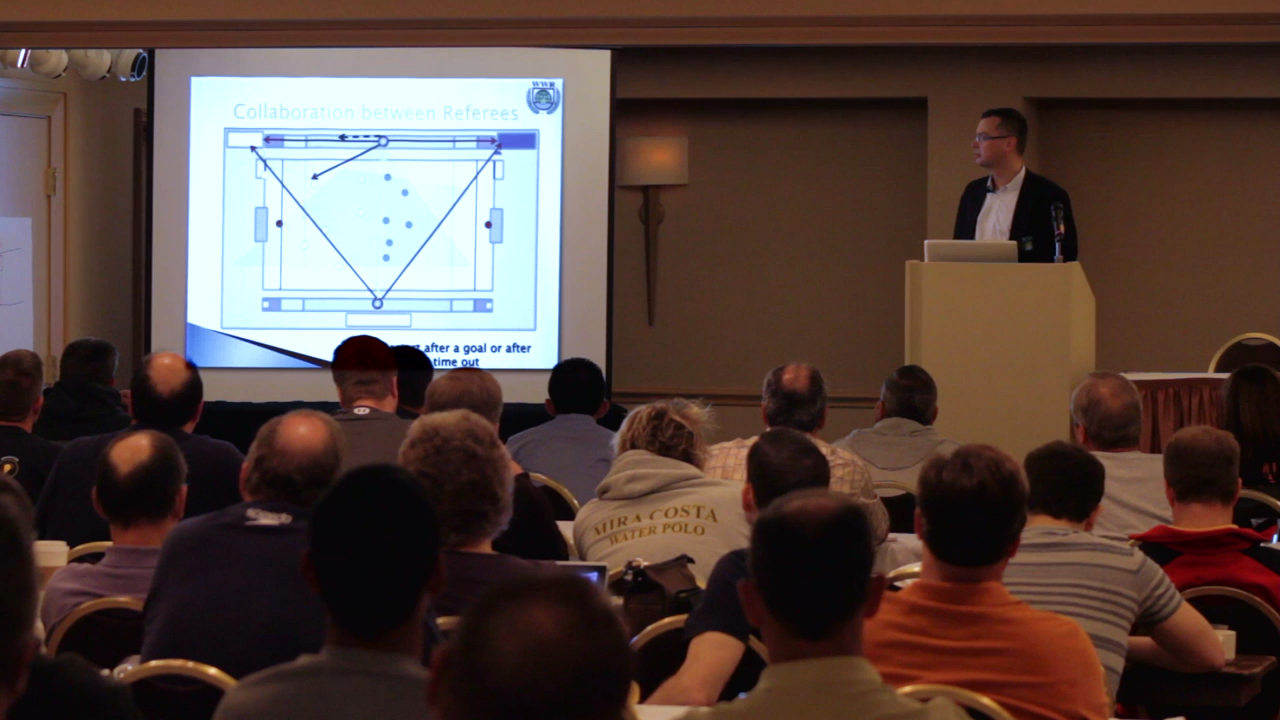 WWR
Collaboration between Referees
after a goal or after
time out
MIRA COSTA
WATER POLO